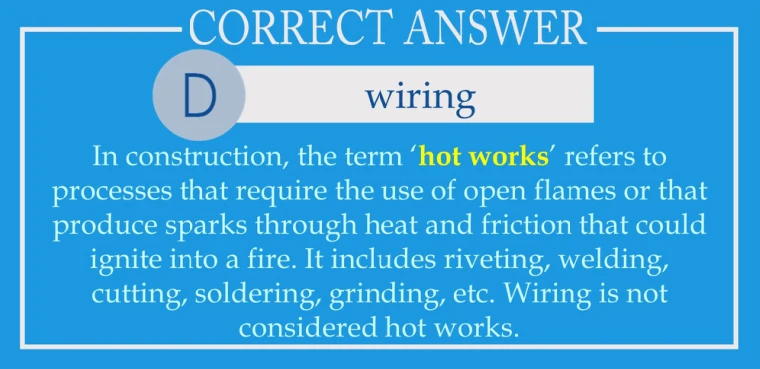 CORRECT ANSWER
D wiring
In construction, the term ‘hot works’ refers to
processes that require the use of open flames or that
produce sparks through heat and friction that could
ignite into a fire. It includes riveting, welding,
cutting, soldering, grinding, etc. Wiring is not
considered hot works.